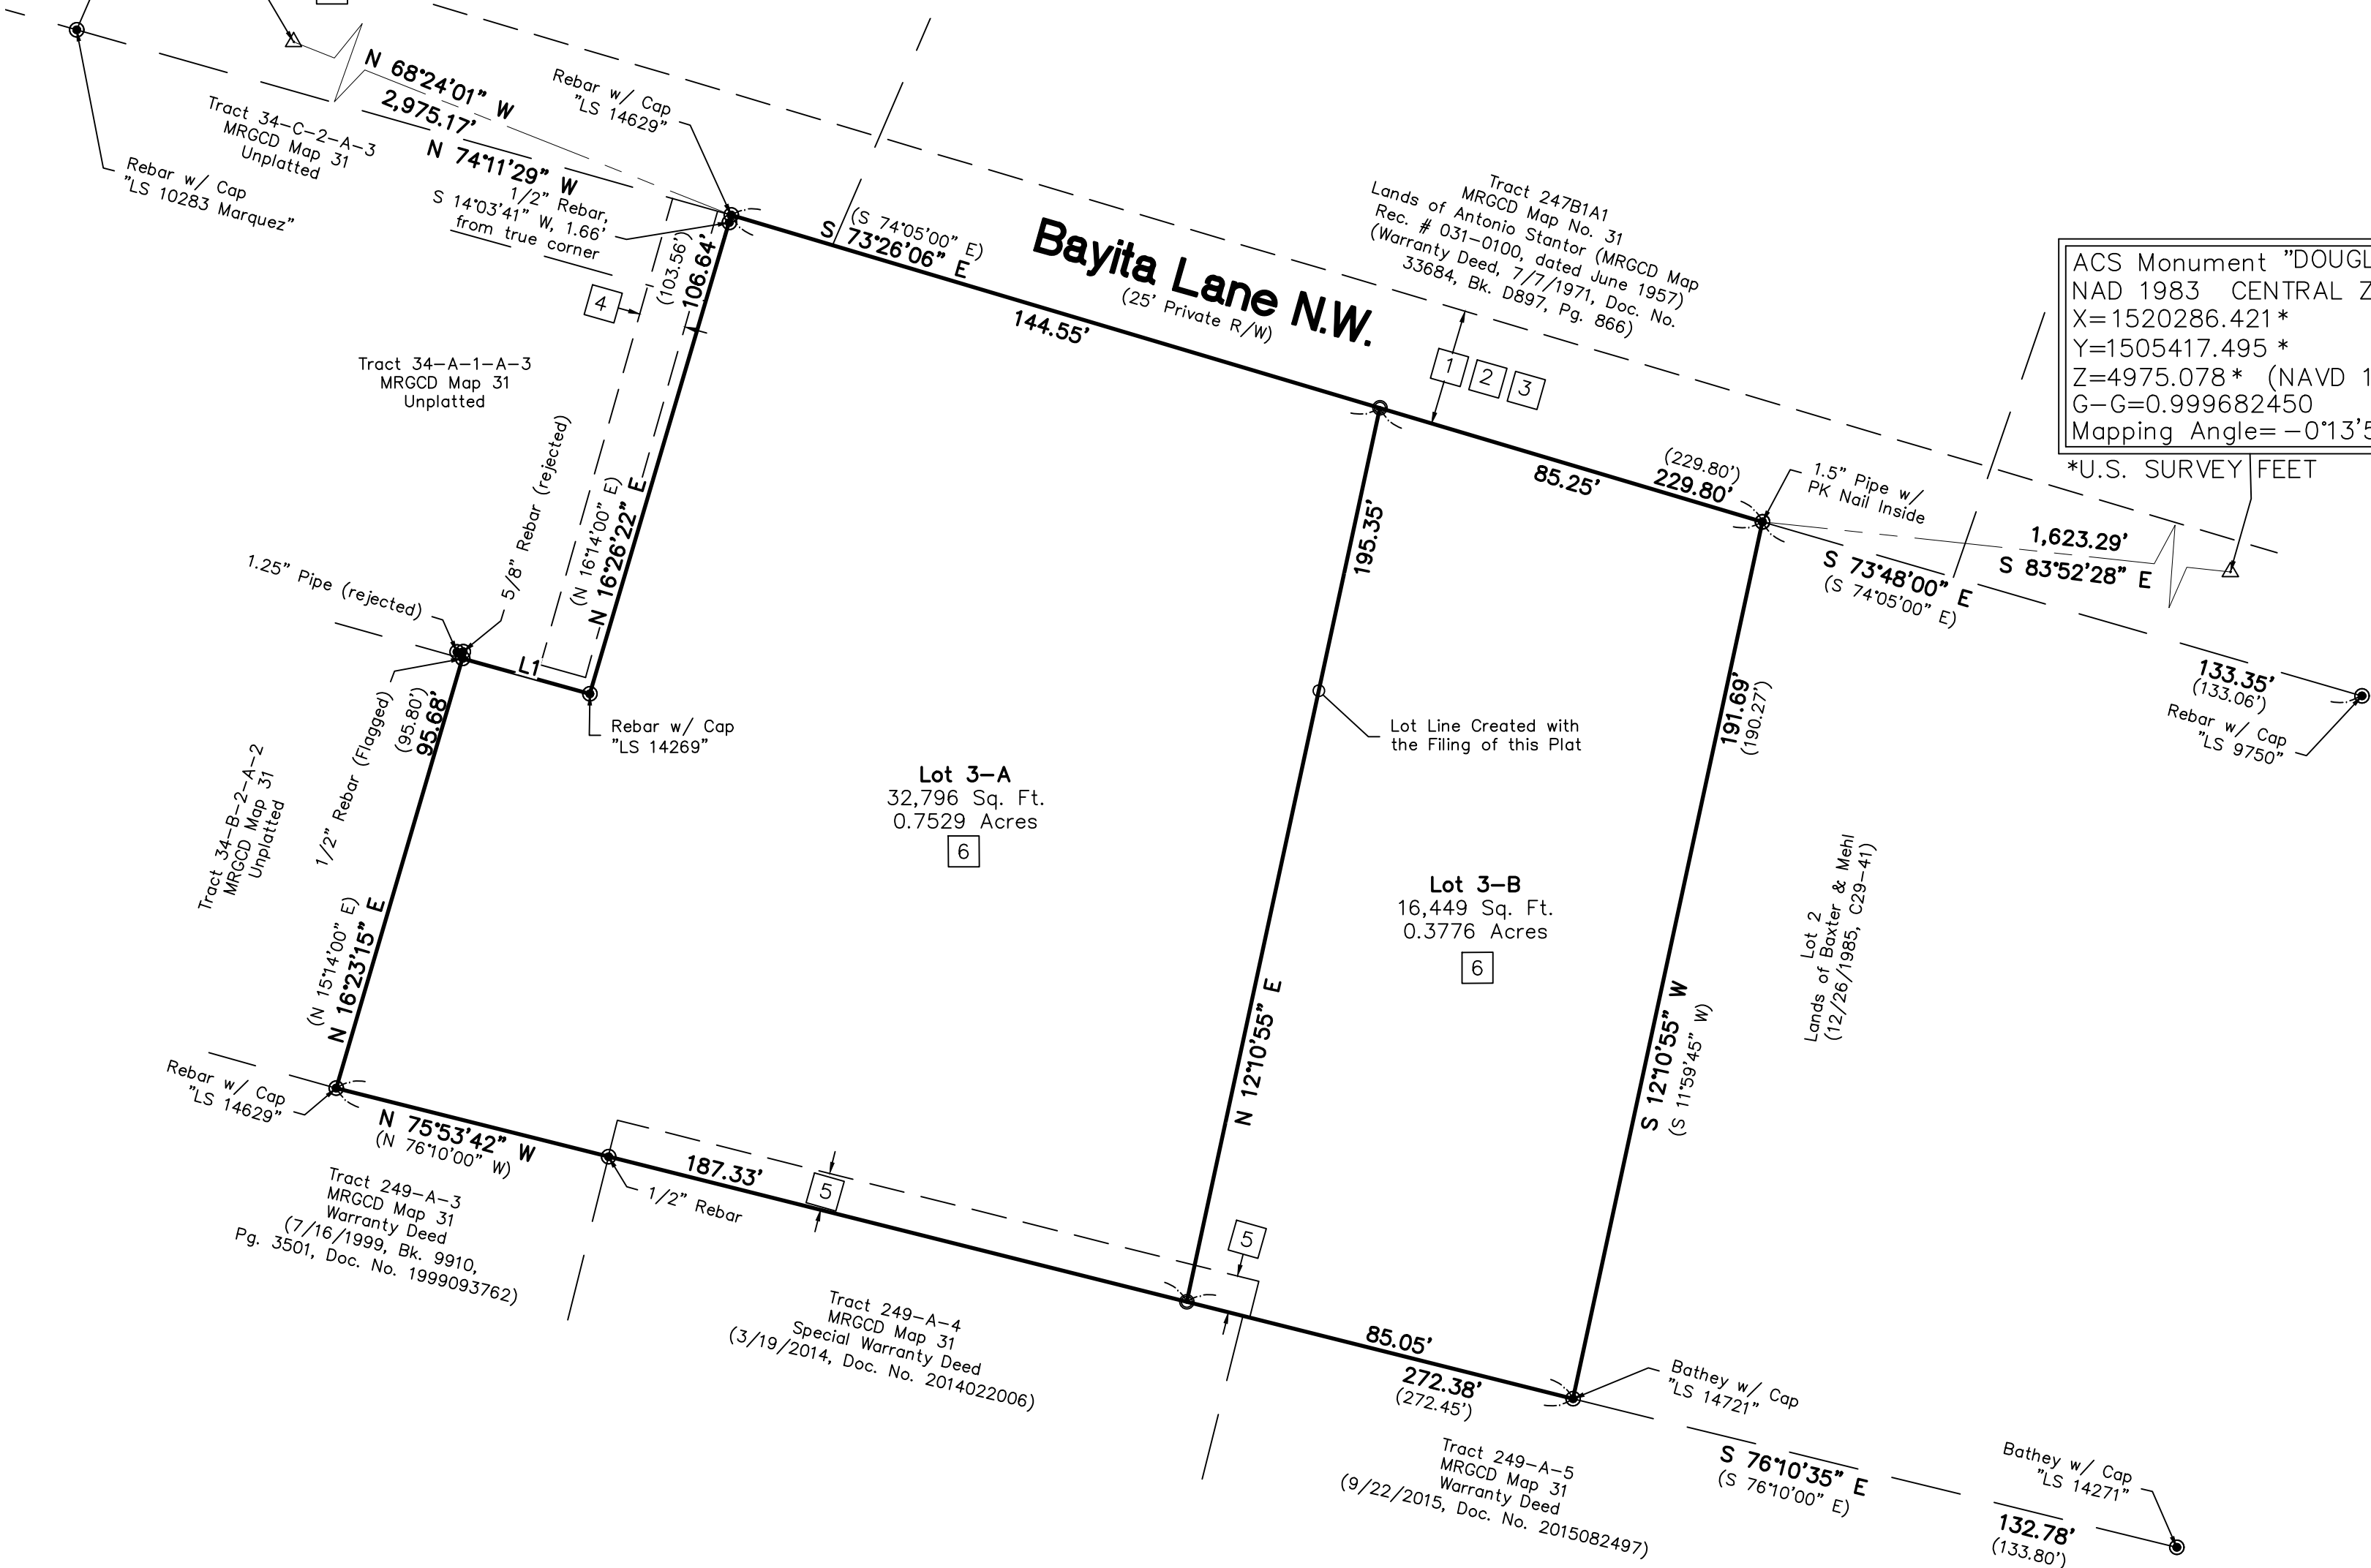 N 68°24'01" W
2,975.17'
Tract 34-C-2-A-3
MRGCD Map 31
Unplatted
Rebar w/ Cap
"LS 10283 Marquez"
N 74°11'29" W
1/2" Rebar,
S 14°03'41" W, 1.66'
from true corner
Rebar w/ Cap
"LS 14629"
(S 74°05'00" E)
S 73°26'06" E
144.55'
Bayita Lane N.W.
(25' Private R/W)
Tract 247B1A1
MRGCD Map No. 31
Lands of Antonio Stantor (MRGCD Map
Rec. # 031-0100, dated June 1957)
(Warranty Deed, 7/7/1971, Doc. No.
33684, Bk. D897, Pg. 866)
1 2 3
ACS Monument "DOUGL
NAD 1983 CENTRAL Z
X=1520286.421*
Y=1505417.495 *
Z=4975.078* (NAVD 1
G-G=0.999682450
Mapping Angle= -0°13'5
*U.S. SURVEY FEET
4
(103.56')
106.64'
Tract 34-A-1-A-3
MRGCD Map 31
Unplatted
(N 16°14'00" E)
N 16°26'22" E
5/8" Rebar (rejected)
1.25" Pipe (rejected)
L1
Rebar w/ Cap
"LS 14269"
1/2" Rebar (Flagged)
(95.80')
95.68'
(N 15°14'00" E)
N 16°23'15" E
Tract 34-B-2-A-2
MRGCD Map 31
Unplatted
195.35'
N 12°10'55" E
85.25'
(229.80')
229.80'
1.5" Pipe w/
PK Nail Inside
1,623.29'
S 83°52'28" E
S 73°48'00" E
(S 74°05'00" E)
133.35'
(133.06')
Rebar w/ Cap
"LS 9750"
Lot Line Created with
the Filing of this Plat
191.69'
(190.27')
S 12°10'55" W
(S 11°59'45" W)
Lot 3-A
32,796 Sq. Ft.
0.7529 Acres
6
Lot 3-B
16,449 Sq. Ft.
0.3776 Acres
6
Lot 2
Lands of Baxter & Mehl
(12/26/1985, C29-41)
Rebar w/ Cap
"LS 14629"
N 75°53'42" W
(N 76°10'00" W)
187.33'
1/2" Rebar
5
5
Tract 249-A-3
MRGCD Map 31
Warranty Deed
(7/16/1999, Bk. 9910,
Pg. 3501, Doc. No. 1999093762)
Tract 249-A-4
MRGCD Map 31
Special Warranty Deed
(3/19/2014, Doc. No. 2014022006)
85.05'
272.38'
(272.45')
Bathey w/ Cap
"LS 14721"
Tract 249-A-5
MRGCD Map 31
Warranty Deed
(9/22/2015, Doc. No. 2015082497)
S 76°10'35" E
(S 76°10'00" E)
Bathey w/ Cap
"LS 14271"
132.78'
(133.80')